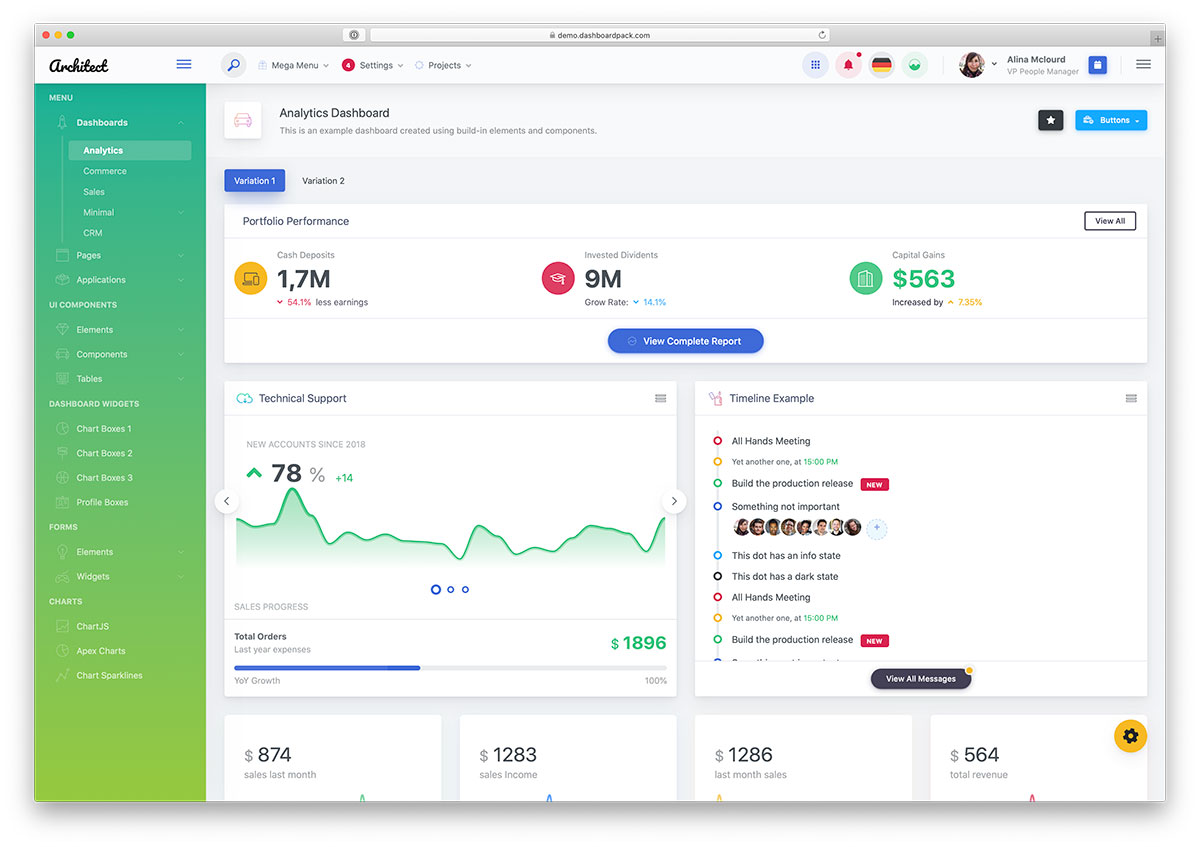 demo.dashboardpack.com
Architect
Mega Menu
4 Settings
Projects
Alina Mclourd
VP People Manager
MENU
Dashboards
Analytics
Commerce
Sales
Minimal
CRM
Pages
Applications
UI COMPONENTS
Elements
Components
Tables
DASHBOARD WIDGETS
Chart Boxes 1
Chart Boxes 2
Chart Boxes 3
Profile Boxes
FORMS
Elements
Widgets
CHARTS
ChartJS
Apex Charts
Chart Sparklines
Analytics Dashboard
This is an example dashboard created using build-in elements and components.
Buttons
Variation 1
Variation 2
Portfolio Performance
View All
Cash Deposits
1,7M
54.1% less earnings
Invested Dividents
9M
Grow Rate: 14.1%
Capital Gains
$563
Increased by 7.35%
View Complete Report
Technical Support
NEW ACCOUNTS SINCE 2018
78 % +14
SALES PROGRESS
Total Orders
Last year expenses
$ 1896
YoY Growth
100%
Timeline Example
All Hands Meeting
Yet another one, at 15:00 PM
Build the production release NEW
Something not important
+
This dot has an info state
This dot has a dark state
All Hands Meeting
Yet another one, at 15:00 PM
Build the production release NEW
View All Messages
$ 874
sales last month
$ 1283
sales Income
$ 1286
last month sales
$ 564
total revenue